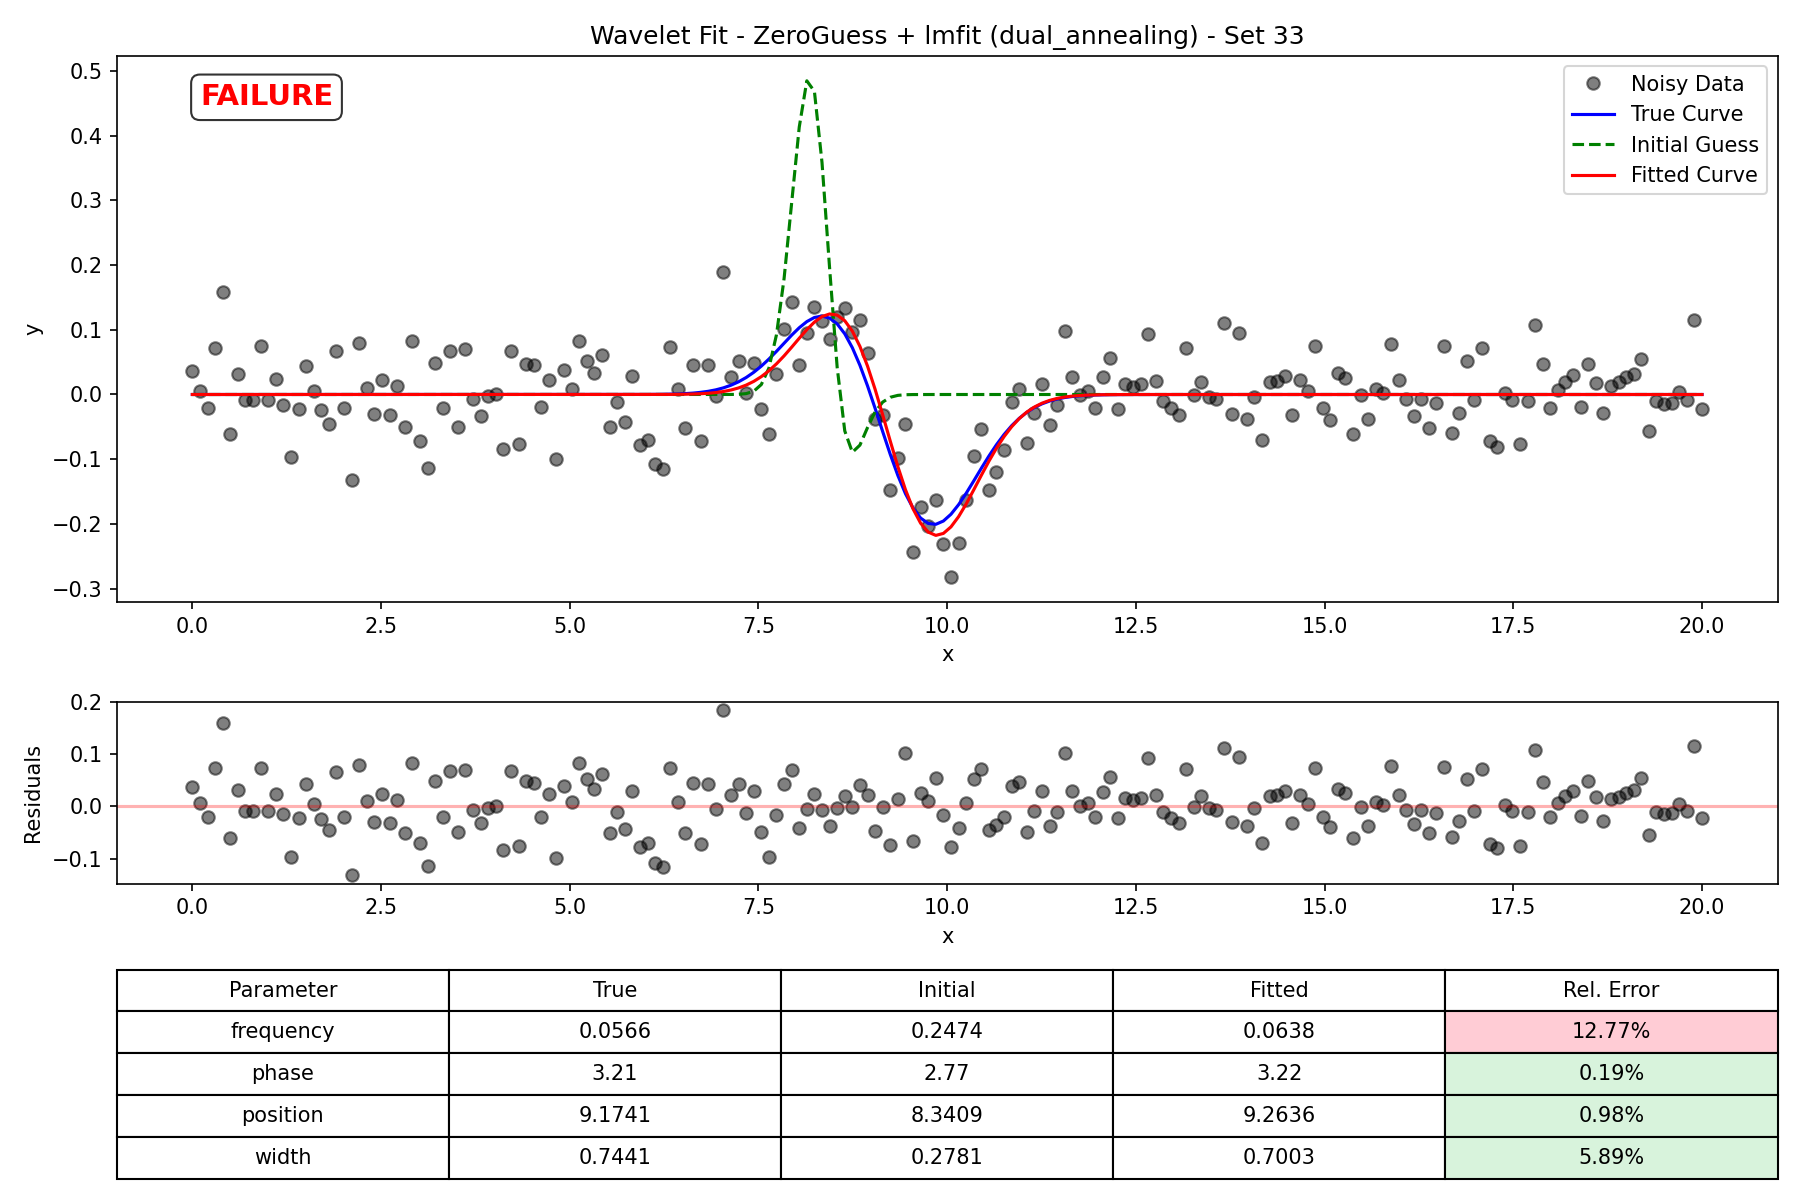 Wavelet Fit - ZeroGuess + lmfit (dual_annealing) - Set 33
FAILURE
Noisy Data
True Curve
Initial Guess
Fitted Curve
y
0.5
0.4
0.3
0.2
0.1
0.0
−0.1
−0.2
−0.3
0.0 2.5 5.0 7.5 10.0 12.5 15.0 17.5 20.0
x
Residuals
0.2
0.1
0.0
−0.1
0.0 2.5 5.0 7.5 10.0 12.5 15.0 17.5 20.0
x
Parameter True Initial Fitted Rel. Error
frequency 0.0566 0.2474 0.0638 12.77%
phase 3.21 2.77 3.22 0.19%
position 9.1741 8.3409 9.2636 0.98%
width 0.7441 0.2781 0.7003 5.89%